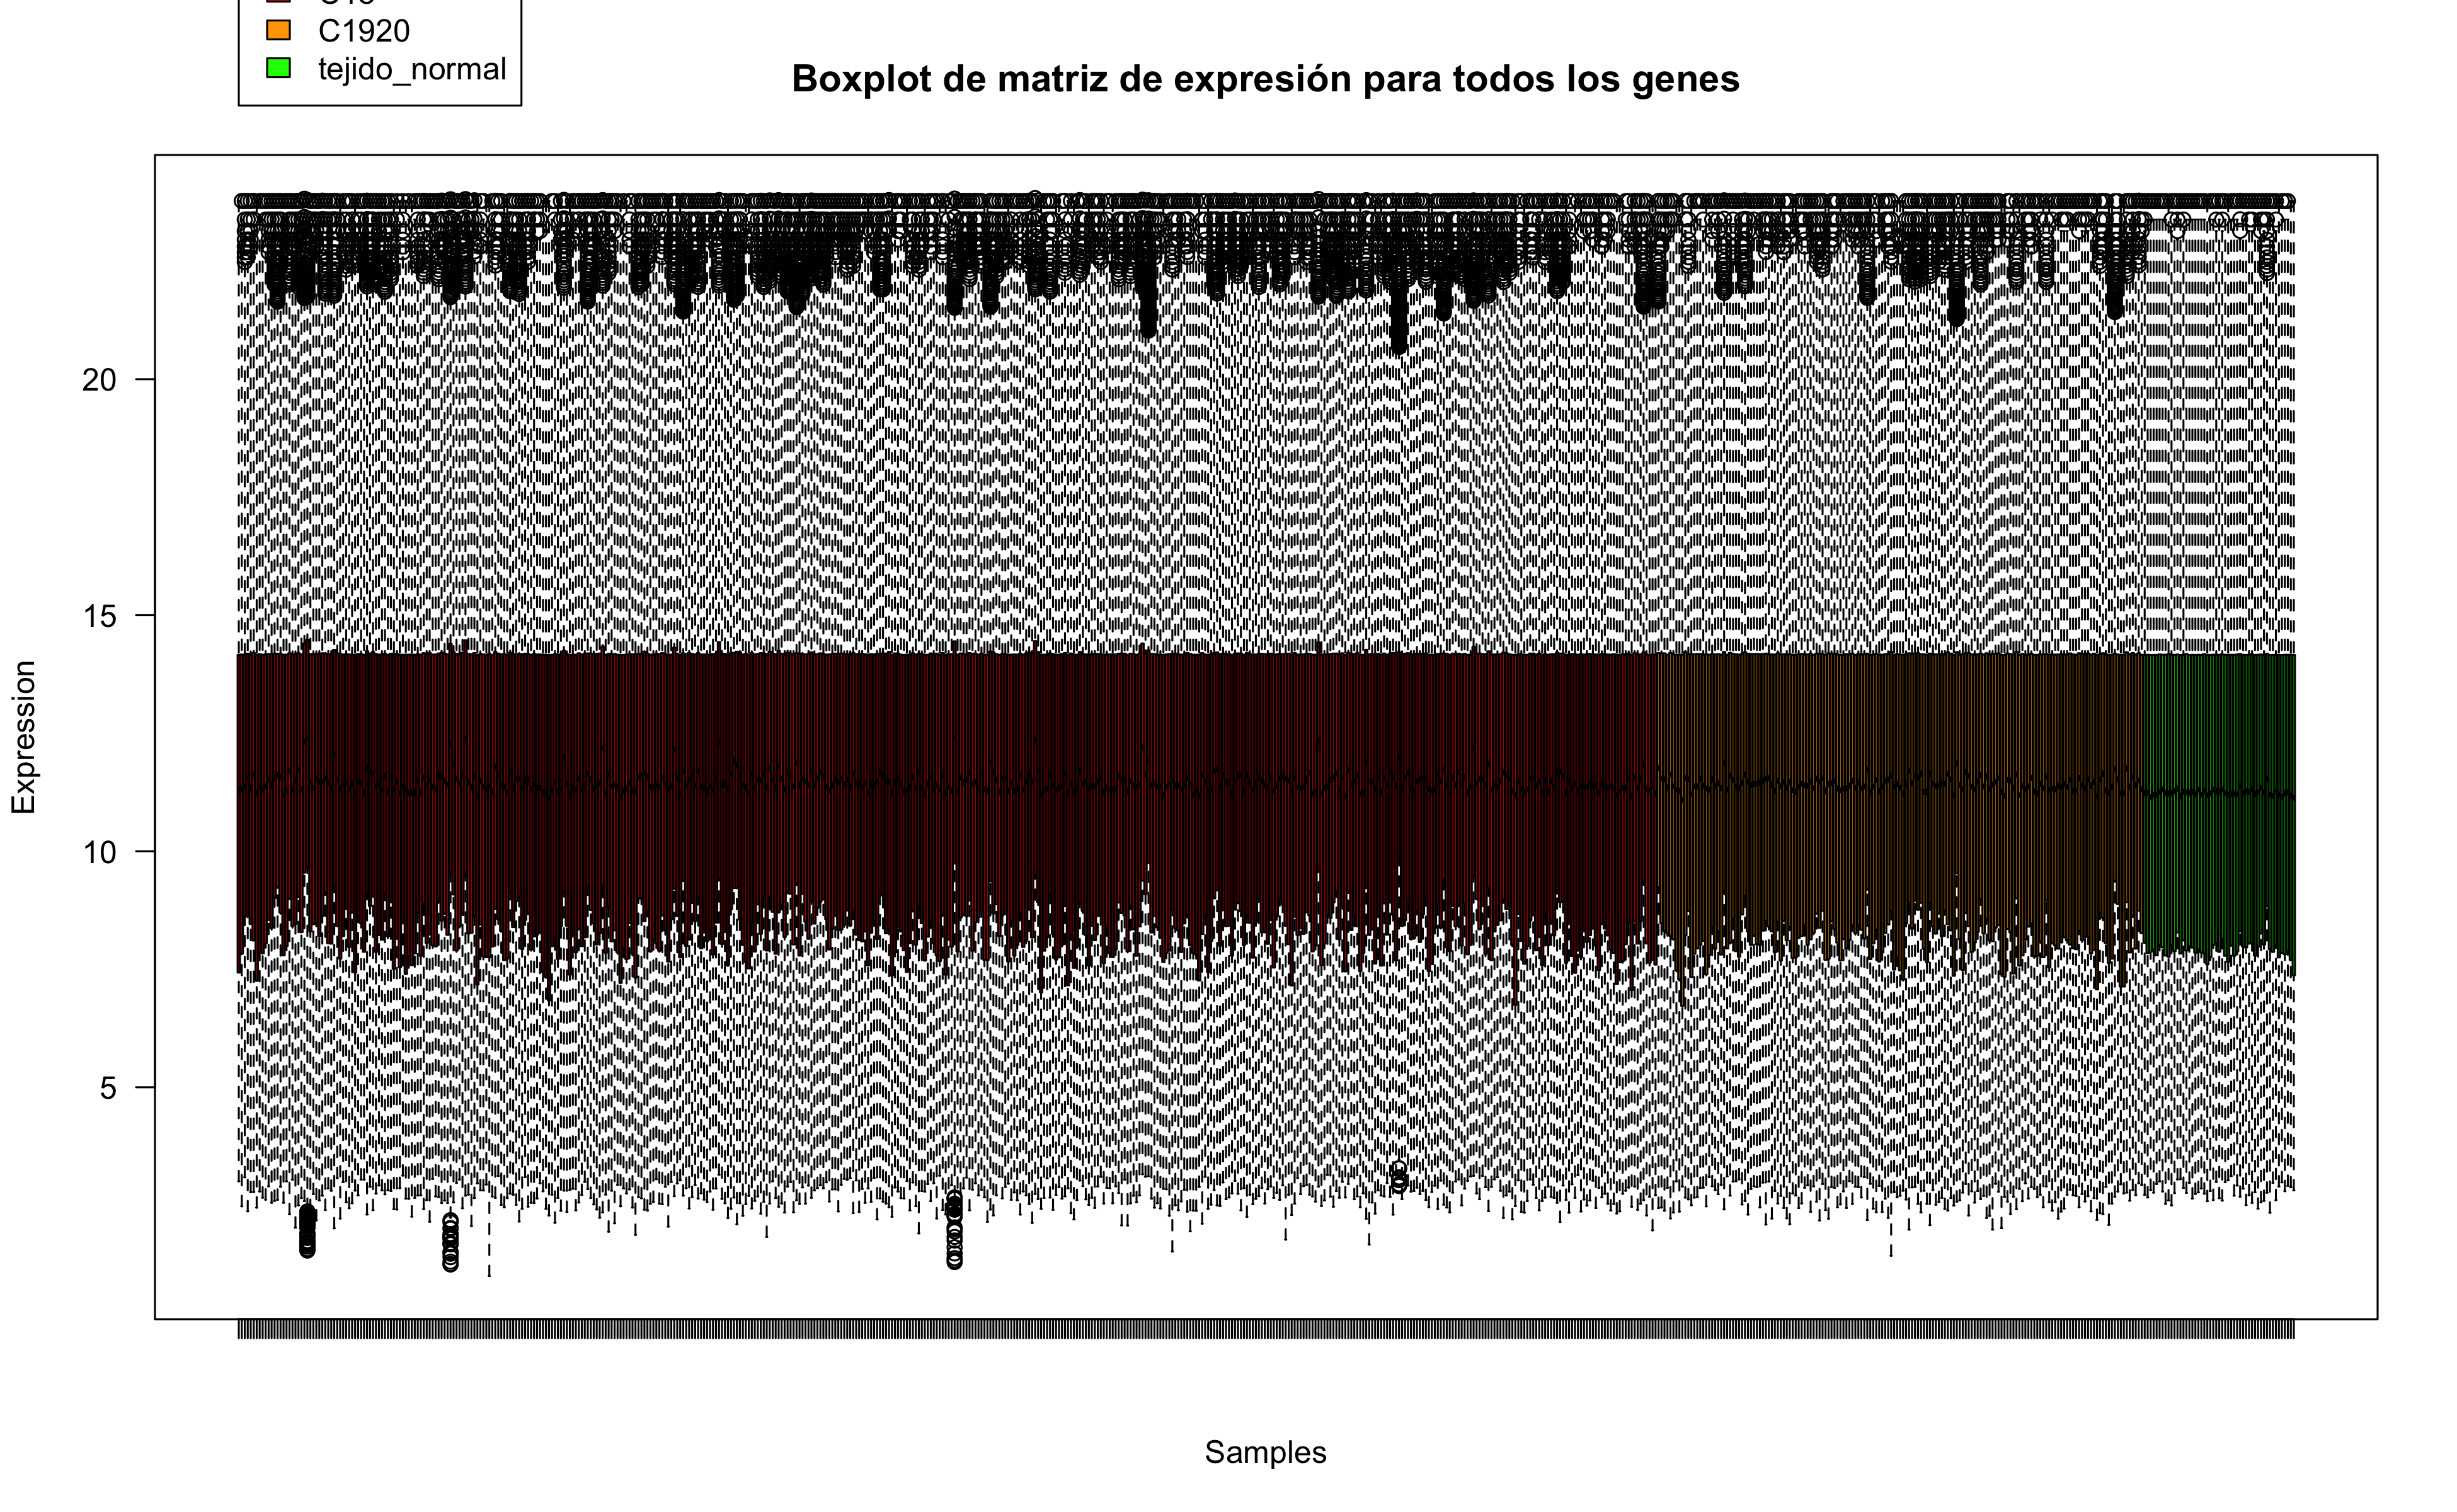 C1920
tejido_normal
Boxplot de matriz de expresión para todos los genes
20
15
10
5
Expression
Samples